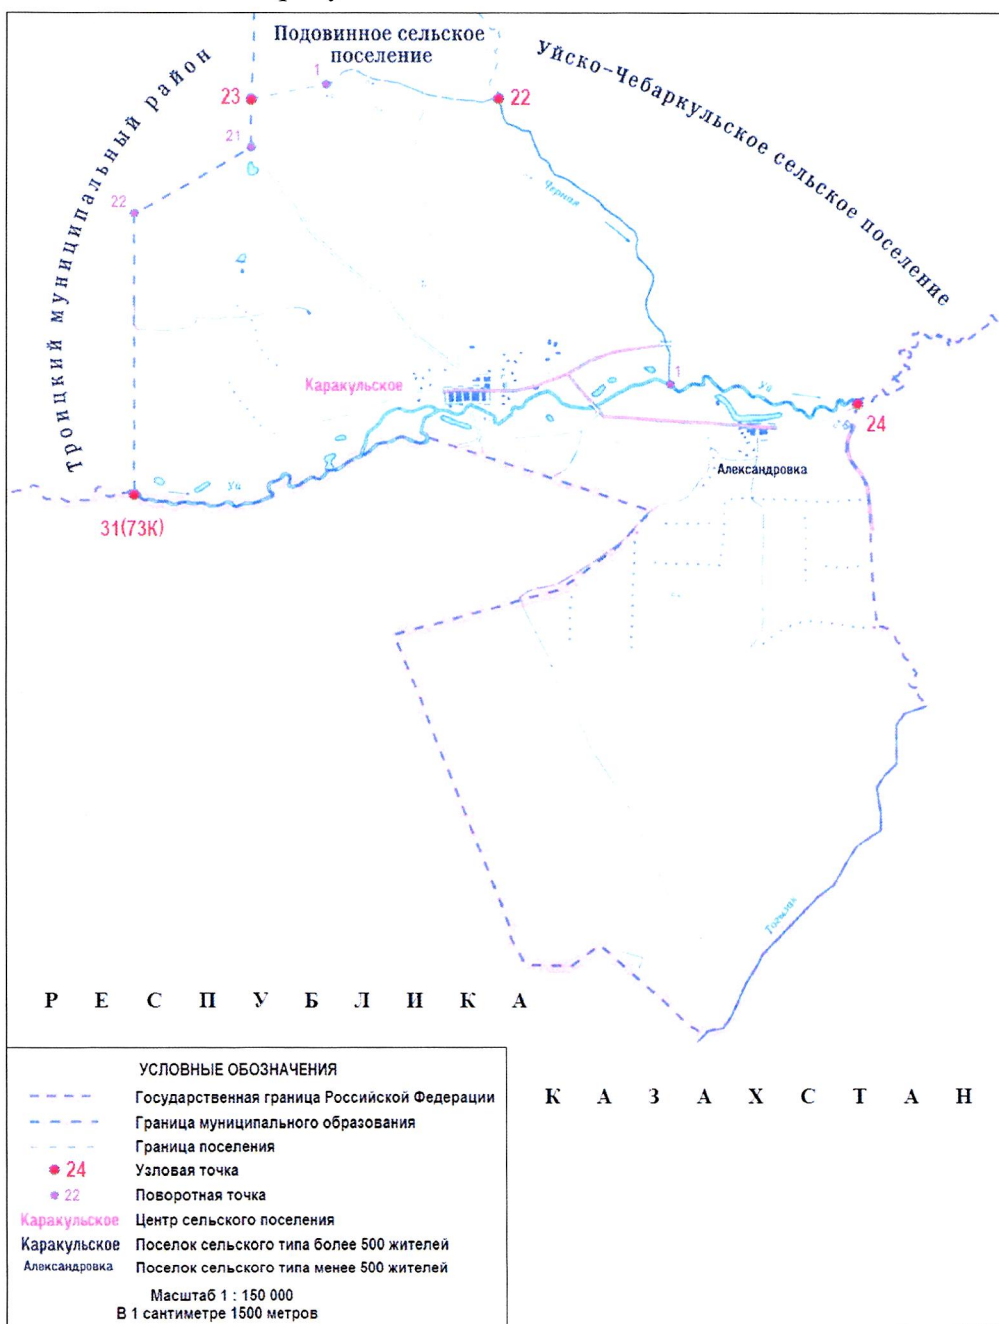 Подовинное сельское
поселение
Уйско-Чебаркульское сельское поселение
троицкий муниципальный район
1
23
22
21
22
Черная
Каракульское
1
Уй
24
Александровка
Уй
31(73К)
Тогызак
РЕСПУБЛИКА
КАЗАХСТАН
УСЛОВНЫЕ ОБОЗНАЧЕНИЯ
Государственная граница Российской Федерации
Граница муниципального образования
Граница поселения
24 Узловая точка
22 Поворотная точка
Каракульское Центр сельского поселения
Каракульское Поселок сельского типа более 500 жителей
Александровка Поселок сельского типа менее 500 жителей
Масштаб 1 : 150 000
В 1 сантиметре 1500 метров